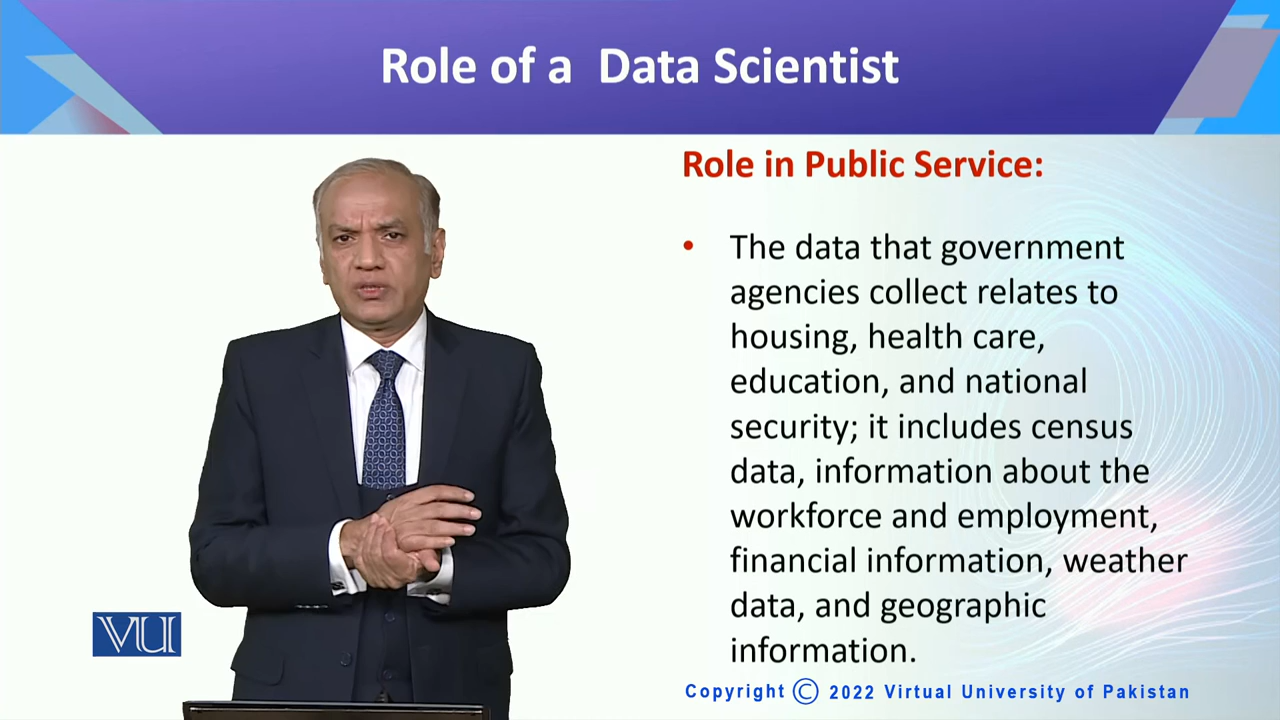 Role of a  Data Scientist
Role in Public Service:
• The data that government
agencies collect relates to
housing, health care,
education, and national
security; it includes census
data, information about the
workforce and employment,
financial information, weather
data, and geographic
information.
VU
Copyright © 2022 Virtual University of Pakistan